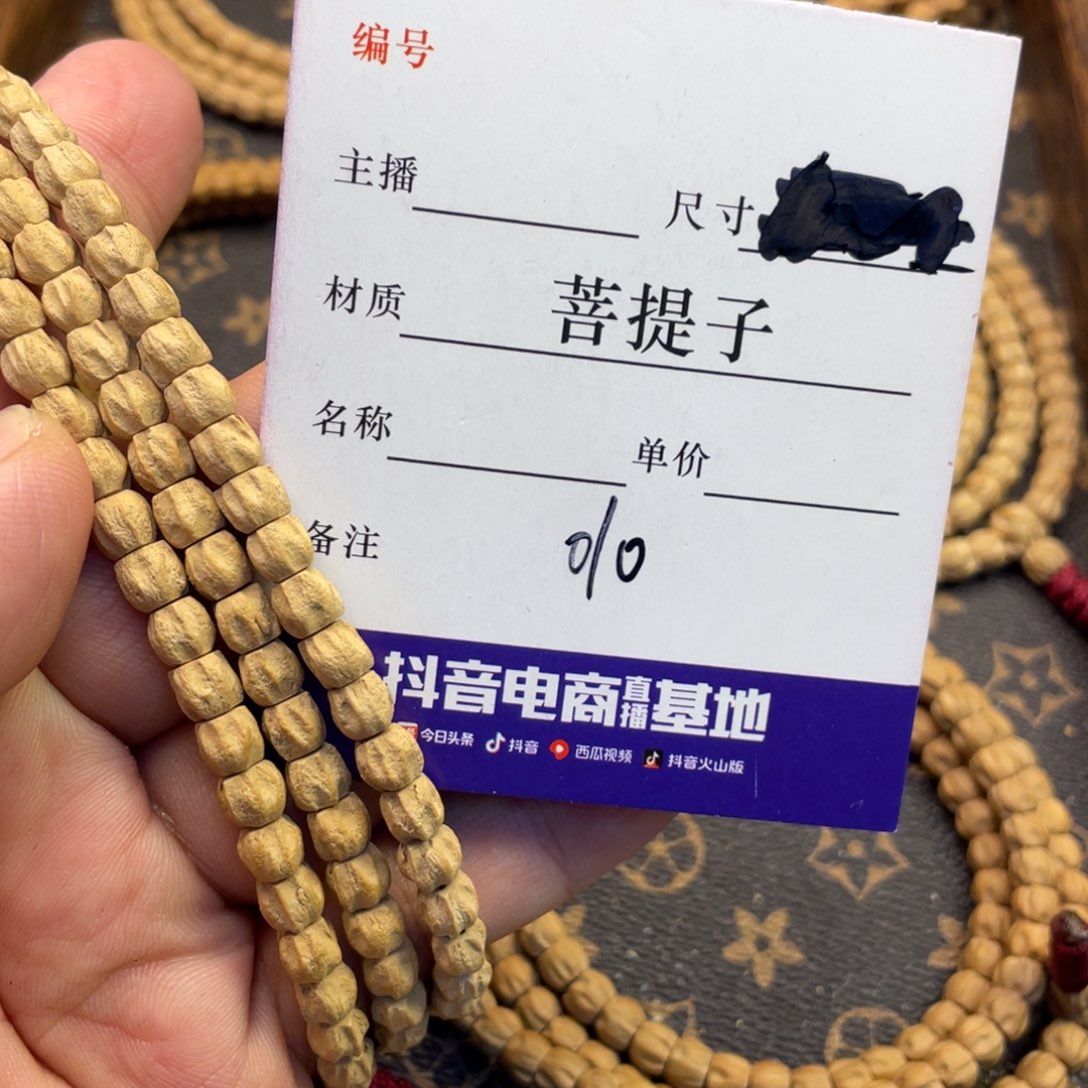 编号
主播 尺寸
材质 菩提子
名称 单价
备注
抖音电商直播基地
今日头条 抖音 西瓜视频 抖音火山版